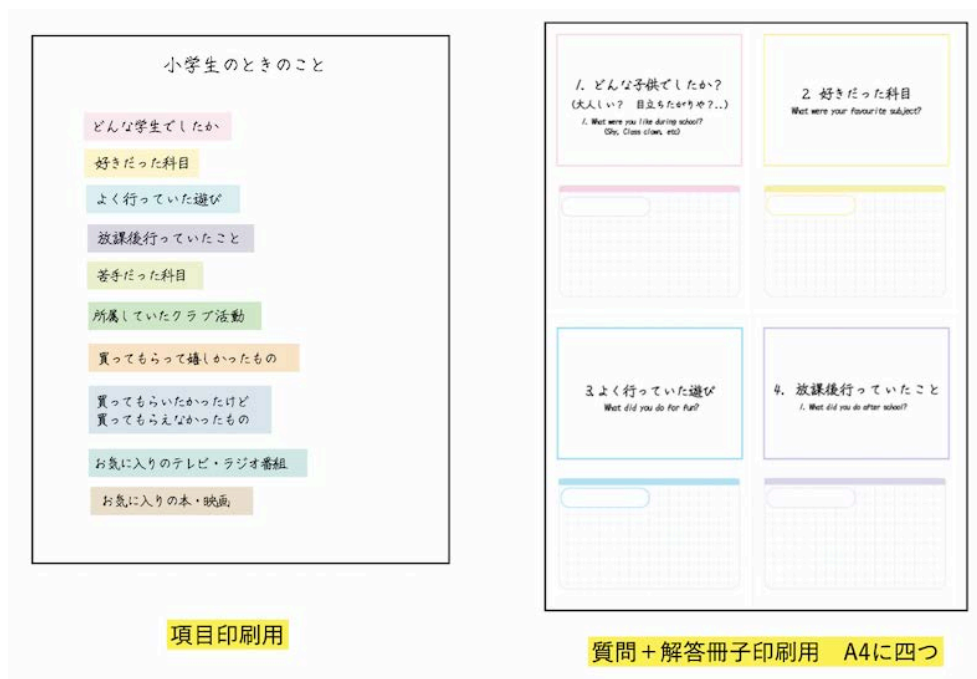 小学生のときのこと
どんな学生でしたか
好きだった科目
よく行っていた遊び
放課後行っていたこと
苦手だった科目
所属していたクラブ活動
買ってもらって嬉しかったもの
買ってもらいたかったけど
買ってもらえなかったもの
お気に入りのテレビ・ラジオ番組
お気に入りの本・映画
項目印刷用
1. どんな子供でしたか?
(大人しい? 目立ちたがりや?..)
1. What were you like during school?
(Shy, Class clown, etc)
2. 好きだった科目
What were your favourite subject?
3.よく行っていた遊び
What did you do for fun?
4. 放課後行っていたこと
1. What did you do after school?
質問+解答冊子印刷用 A4に四つ